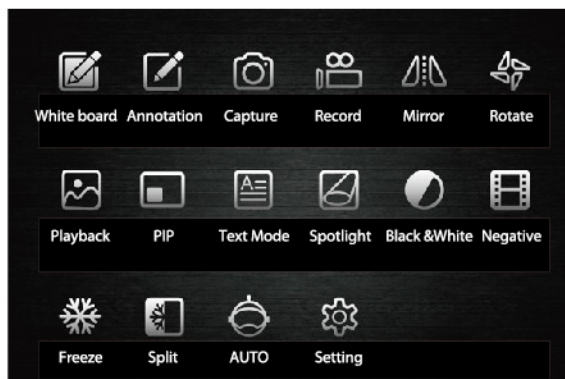 White board Annotation Capture Record Mirror Rotate
Playback PIP Text Mode Spotlight Black &White Negative
Freeze Split AUTO Setting